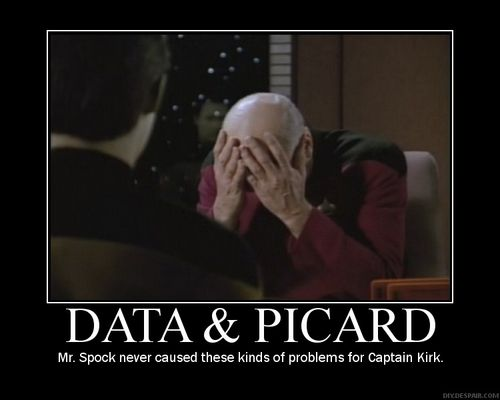 DATA & PICARD
Mr. Spock never caused these kinds of problems for Captain Kirk.
DIY.DESPAIR.COM